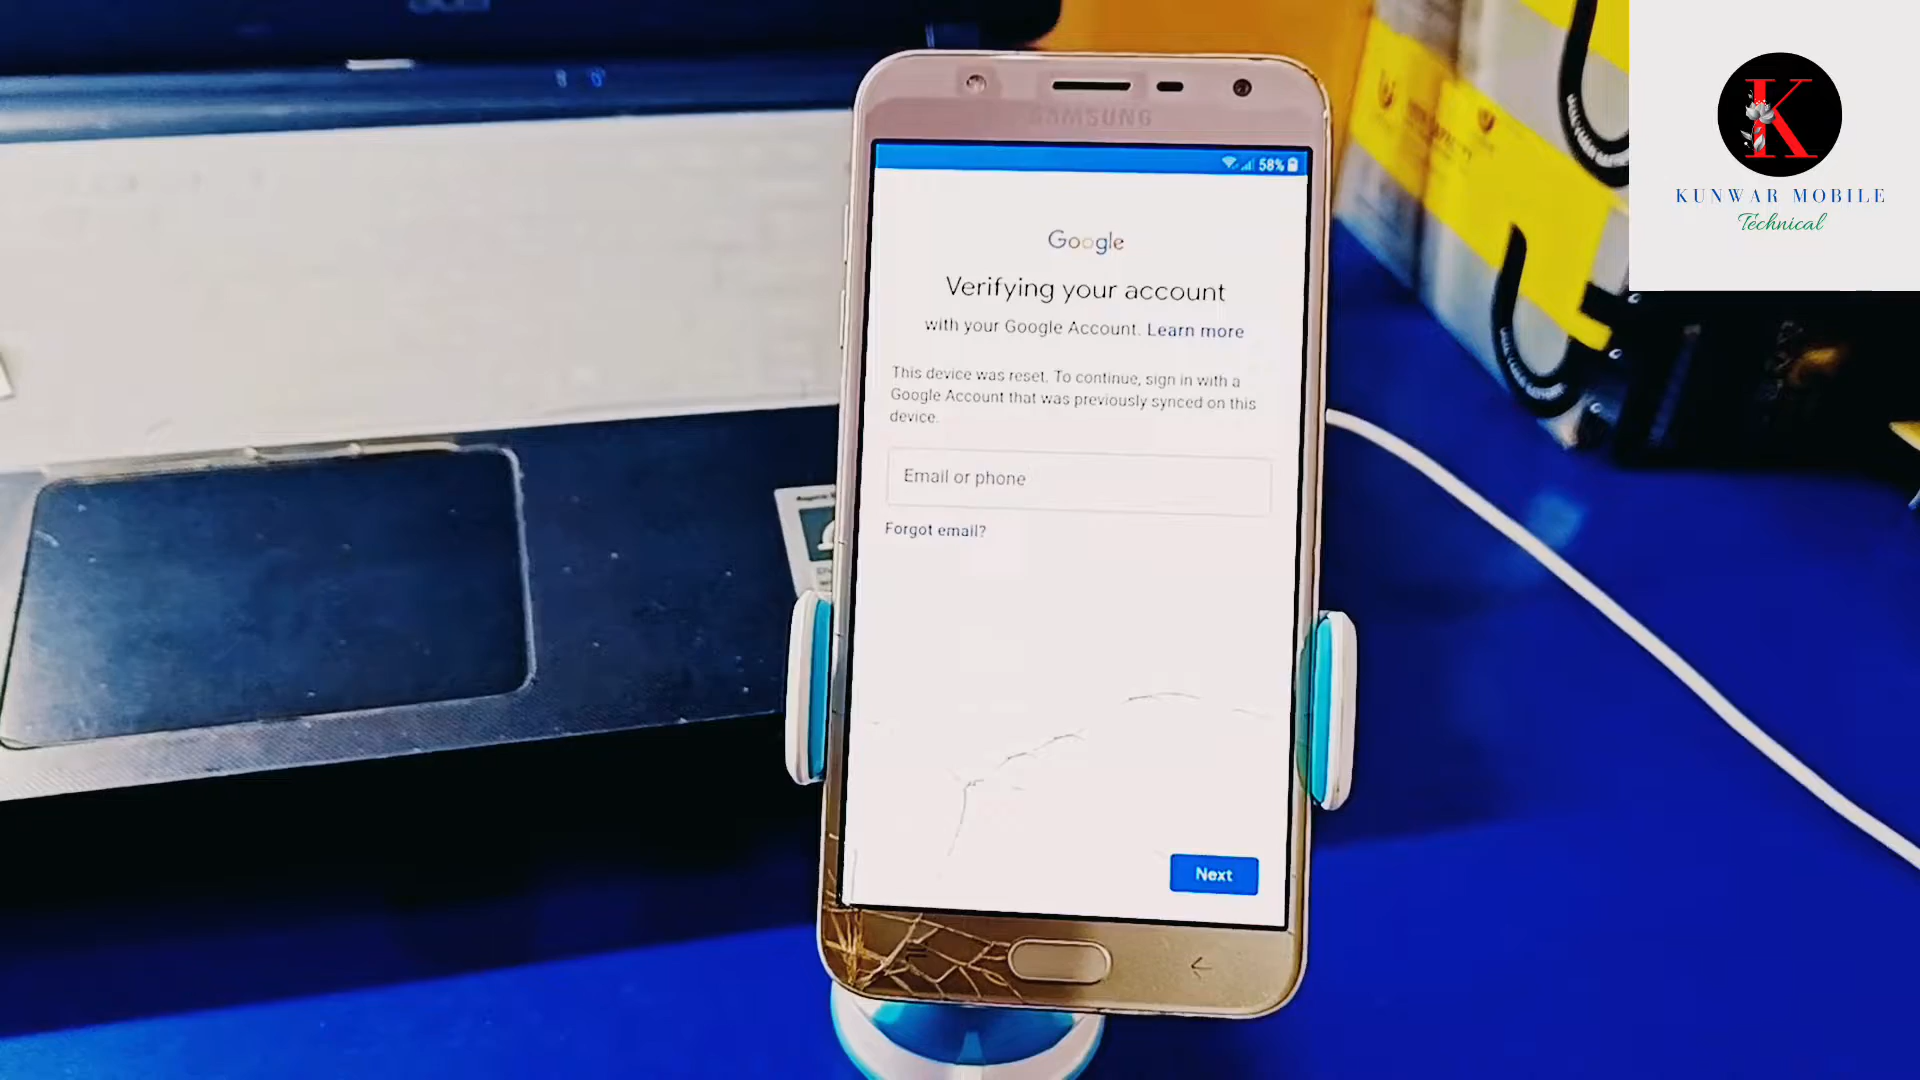 SAMSUNG
58%
Google
Verifying your account
with your Google Account. Learn more
This device was reset. To continue, sign in with a
Google Account that was previously synced on this
device.
Email or phone
Forgot email?
Next
K
KUNWAR MOBILE
Technical